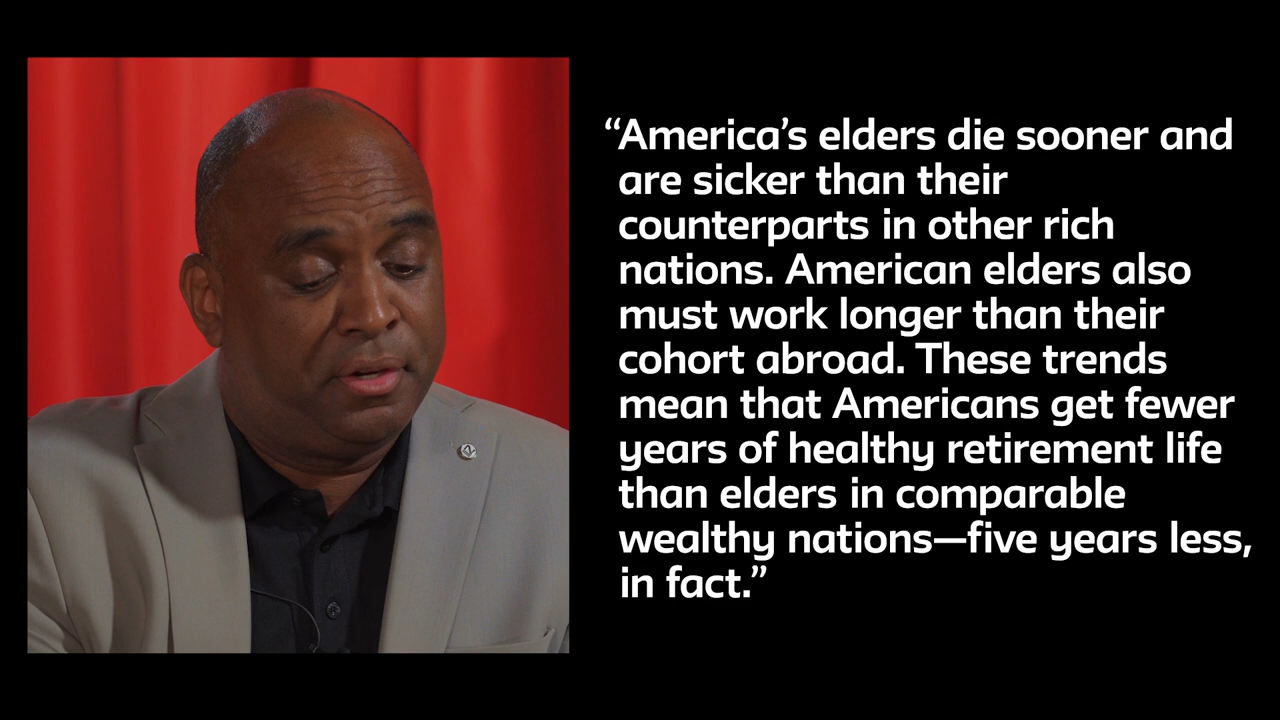 “America’s elders die sooner and
are sicker than their
counterparts in other rich
nations. American elders also
must work longer than their
cohort abroad. These trends
mean that Americans get fewer
years of healthy retirement life
than elders in comparable
wealthy nations—five years less,
in fact.”